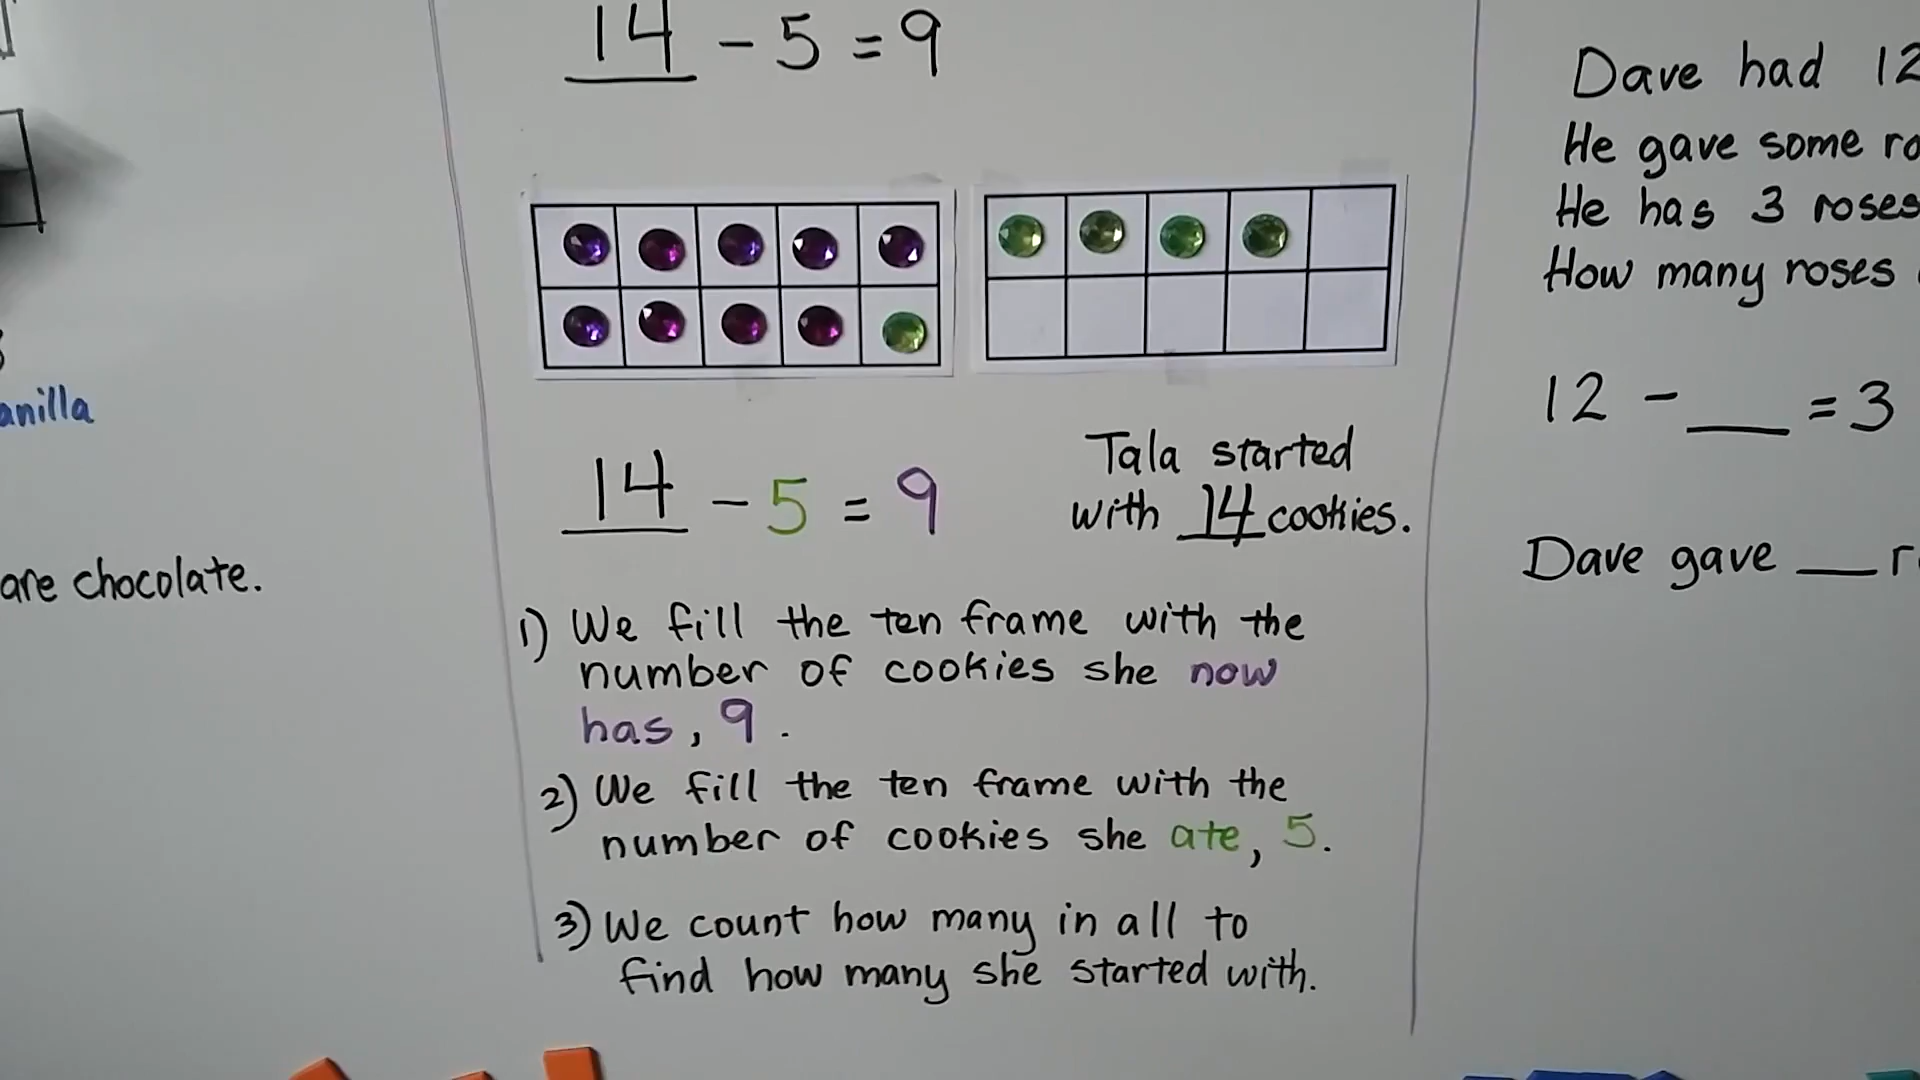 anilla
are chocolate.
14 - 5 = 9
14 - 5 = 9
Tala started
with 14 cookies.
1) We fill the ten frame with the
number of cookies she now
has, 9.
2) We fill the ten frame with the
number of cookies she ate, 5.
3) We count how many in all to
find how many she started with.
Dave had 12
He gave some ro
He has 3 roses
How many roses
12 - ___ = 3
Dave gave ___ r